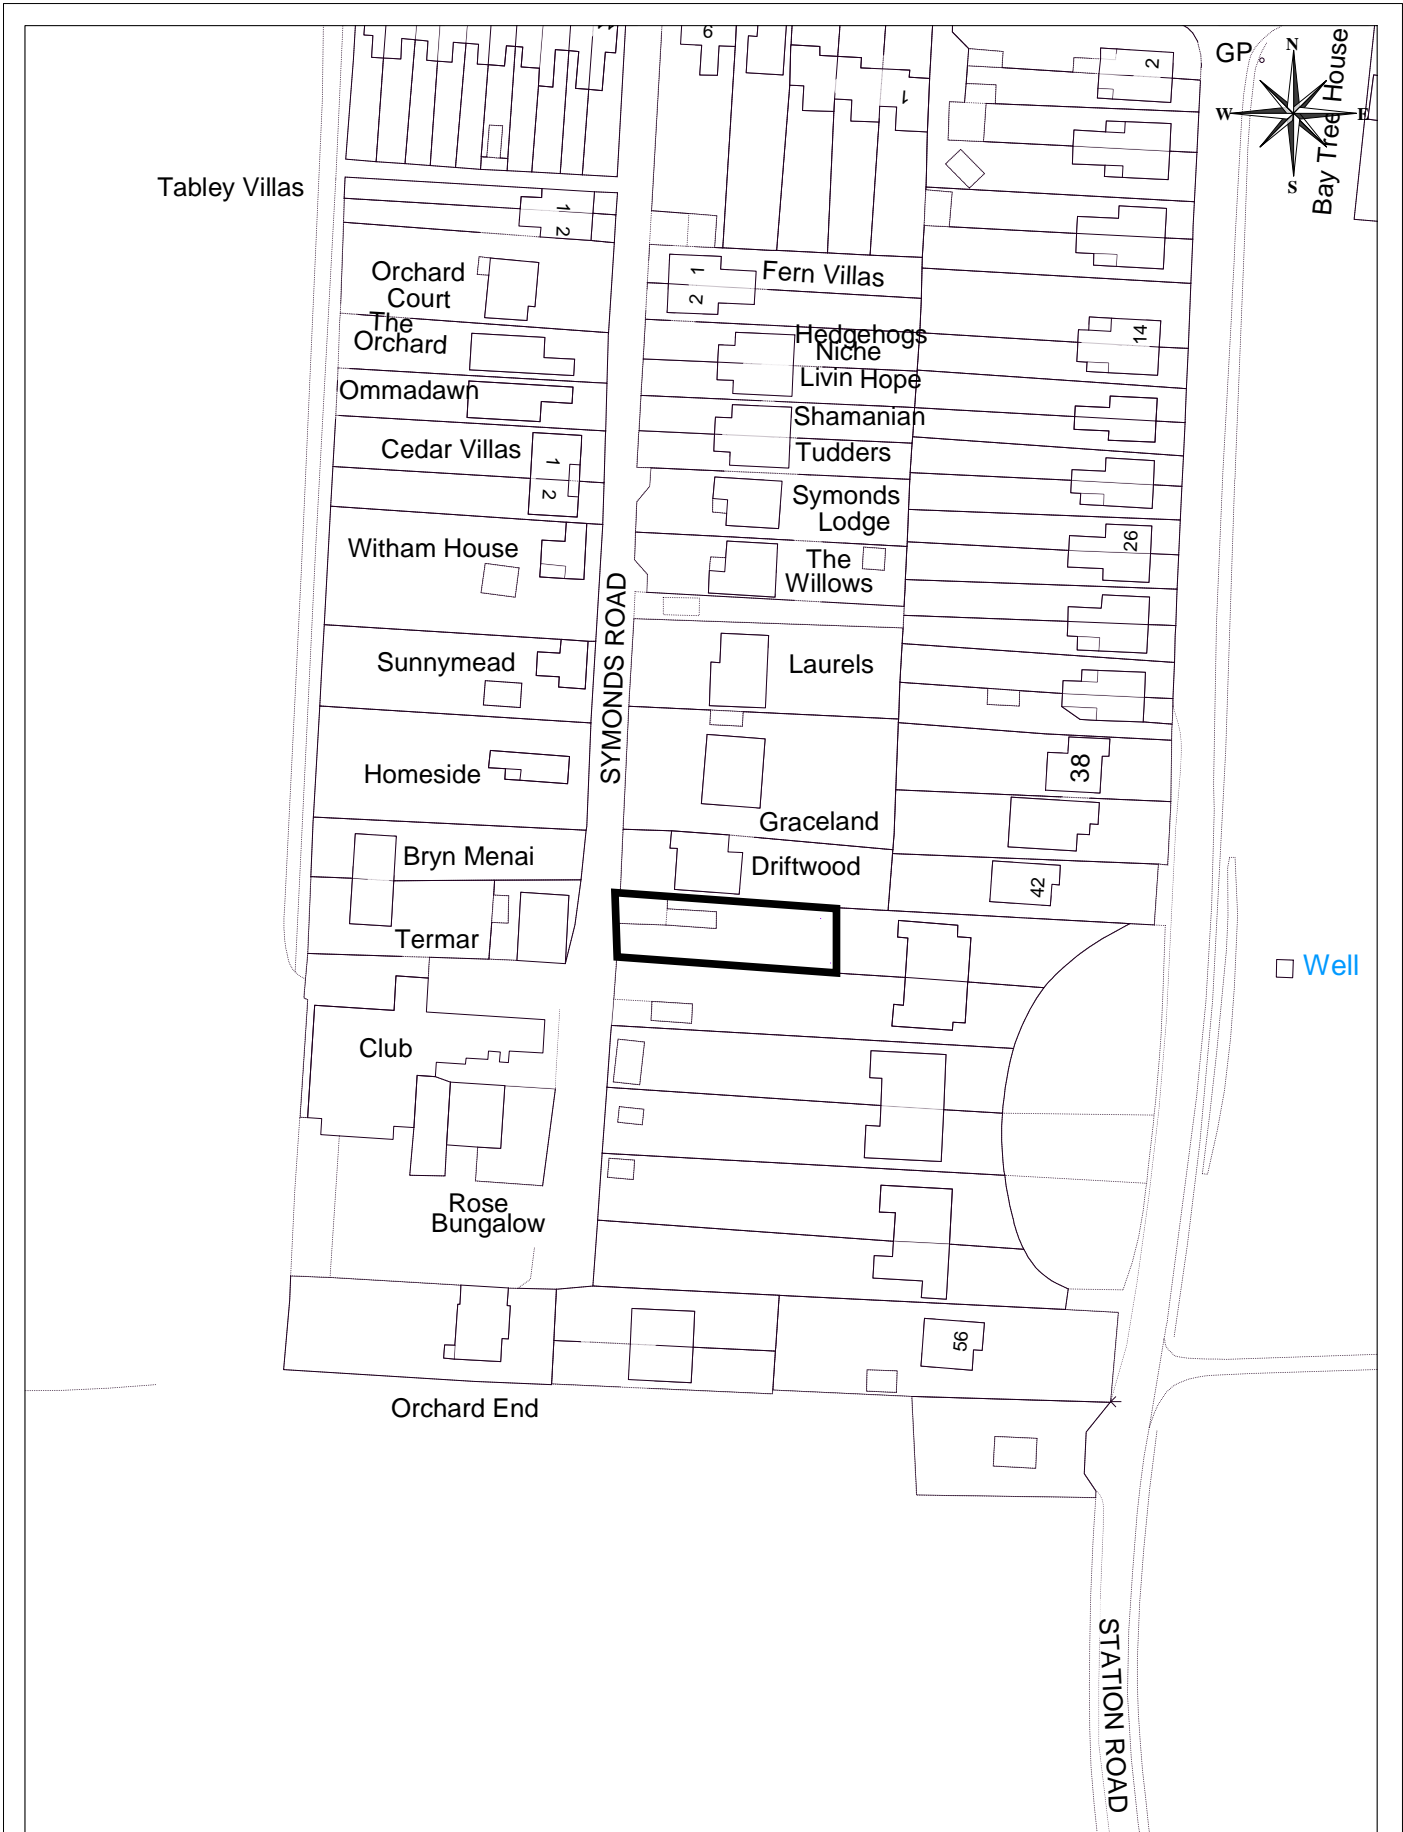 9
1
2
GP
N
W
E
S
Bay Tree House
Tabley Villas
1
2
Orchard
Court
1
2
Fern Villas
The
Orchard
Hedgehogs
Niche
14
Livin Hope
Ommadawn
Shamanian
Cedar Villas
1
2
Tudders
Symonds
Lodge
Witham House
The
Willows
26
SYMONDS ROAD
Sunnymead
Laurels
Homeside
38
Graceland
Bryn Menai
Driftwood
42
Termar
Well
Club
Rose
Bungalow
56
Orchard End
STATION ROAD